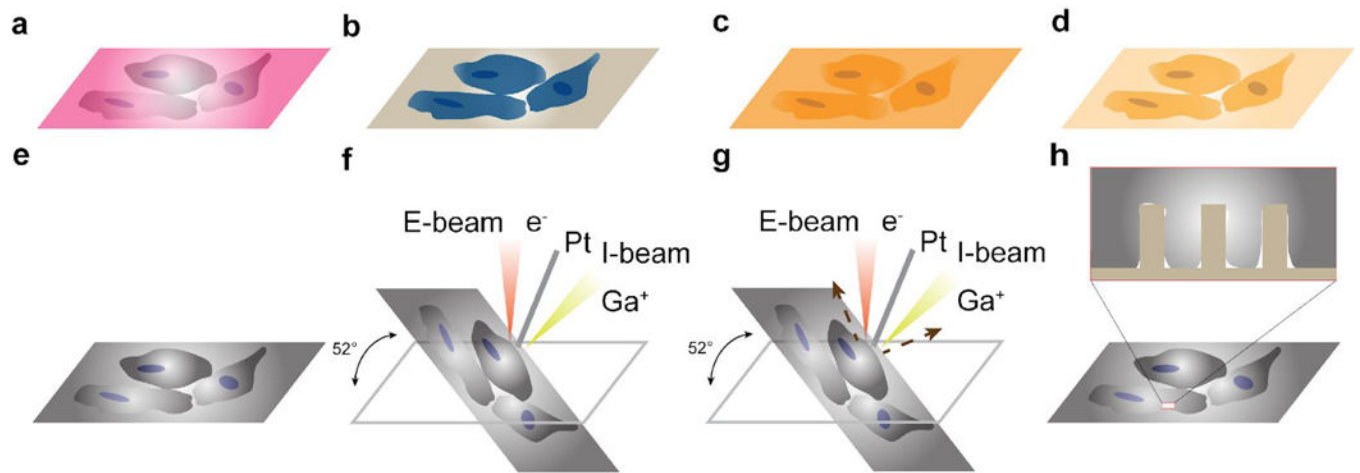 a
b
c
d
e
f
g
h
E-beam e⁻
Pt
I-beam
Ga⁺
52°
E-beam e⁻
Pt
I-beam
Ga⁺
52°